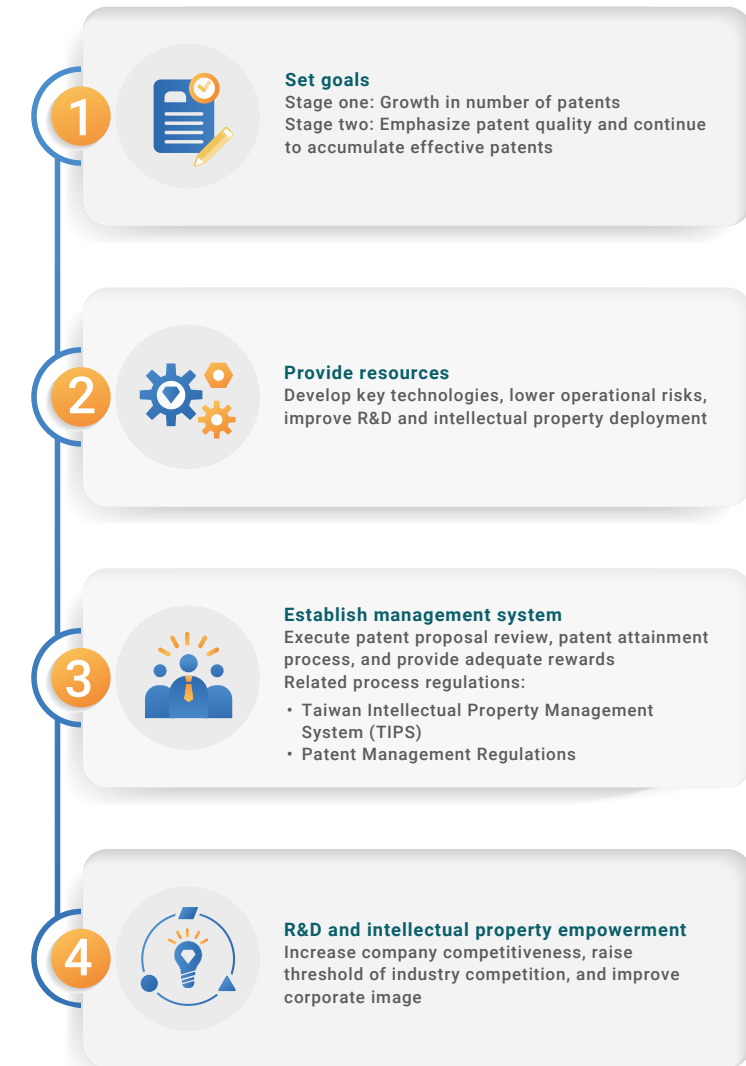 1
Set goals
Stage one: Growth in number of patents
Stage two: Emphasize patent quality and continue
to accumulate effective patents
2
Provide resources
Develop key technologies, lower operational risks,
improve R&D and intellectual property deployment
3
Establish management system
Execute patent proposal review, patent attainment
process, and provide adequate rewards
Related process regulations:
・Taiwan Intellectual Property Management
System (TIPS)
・Patent Management Regulations
4
R&D and intellectual property empowerment
Increase company competitiveness, raise
threshold of industry competition, and improve
corporate image